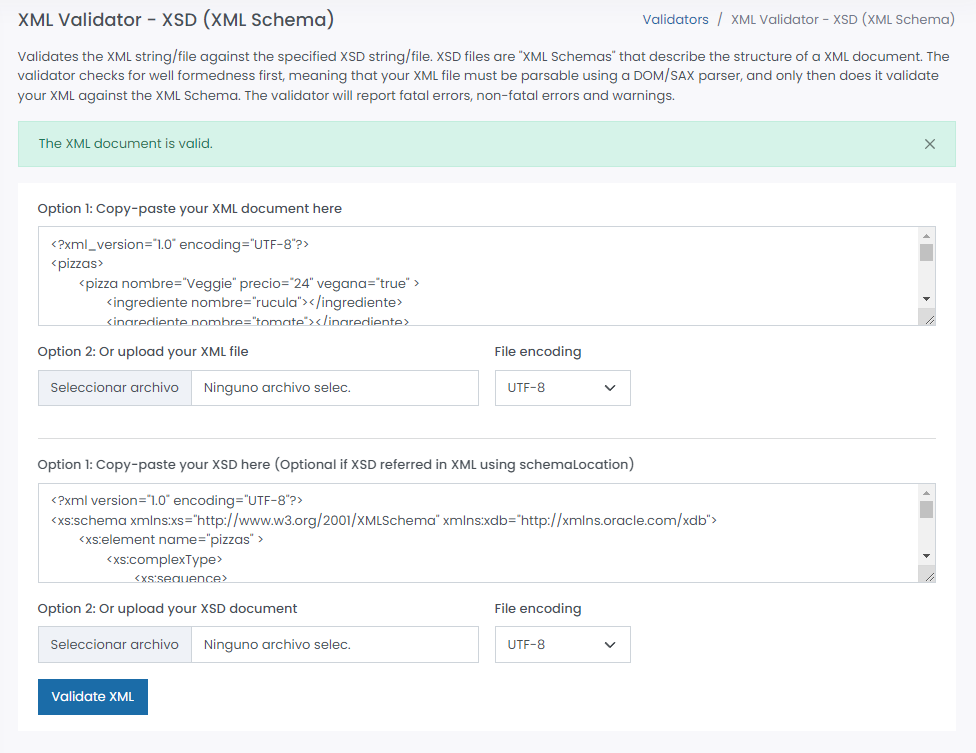 XML Validator - XSD (XML Schema)
Validators / XML Validator - XSD (XML Schema)
Validates the XML string/file against the specified XSD string/file. XSD files are "XML Schemas" that describe the structure of a XML document. The
validator checks for well formedness first, meaning that your XML file must be parsable using a DOM/SAX parser, and only then does it validate
your XML against the XML Schema. The validator will report fatal errors, non-fatal errors and warnings.
The XML document is valid.
Option 1: Copy-paste your XML document here
<?xml_version="1.0" encoding="UTF-8"?>
<pizzas>
<pizza nombre="Veggie" precio="24" vegana="true" >
<ingrediente nombre="rucula"></ingrediente>
<ingrediente nombre="tomate"></ingrediente>
Option 2: Or upload your XML file
File encoding
Seleccionar archivo Ninguno archivo selec.
UTF-8
Option 1: Copy-paste your XSD here (Optional if XSD referred in XML using schemaLocation)
<?xml version="1.0" encoding="UTF-8"?>
<xs:schema xmlns:xs="http://www.w3.org/2001/XMLSchema" xmlns:xdb="http://xmlns.oracle.com/xdb">
<xs:element name="pizzas" >
<xs:complexType>
<xs:sequence>
Option 2: Or upload your XSD document
File encoding
Seleccionar archivo Ninguno archivo selec.
UTF-8
Validate XML